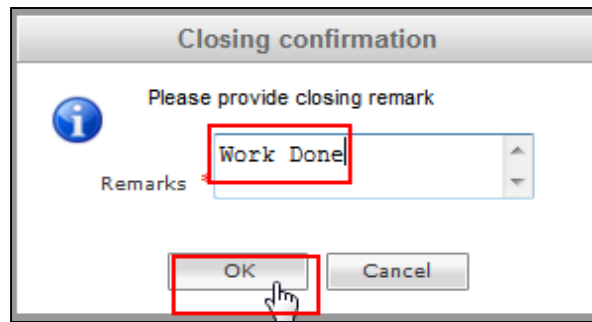 Closing confirmation
Please provide closing remark
Work Done
Remarks *
OK Cancel